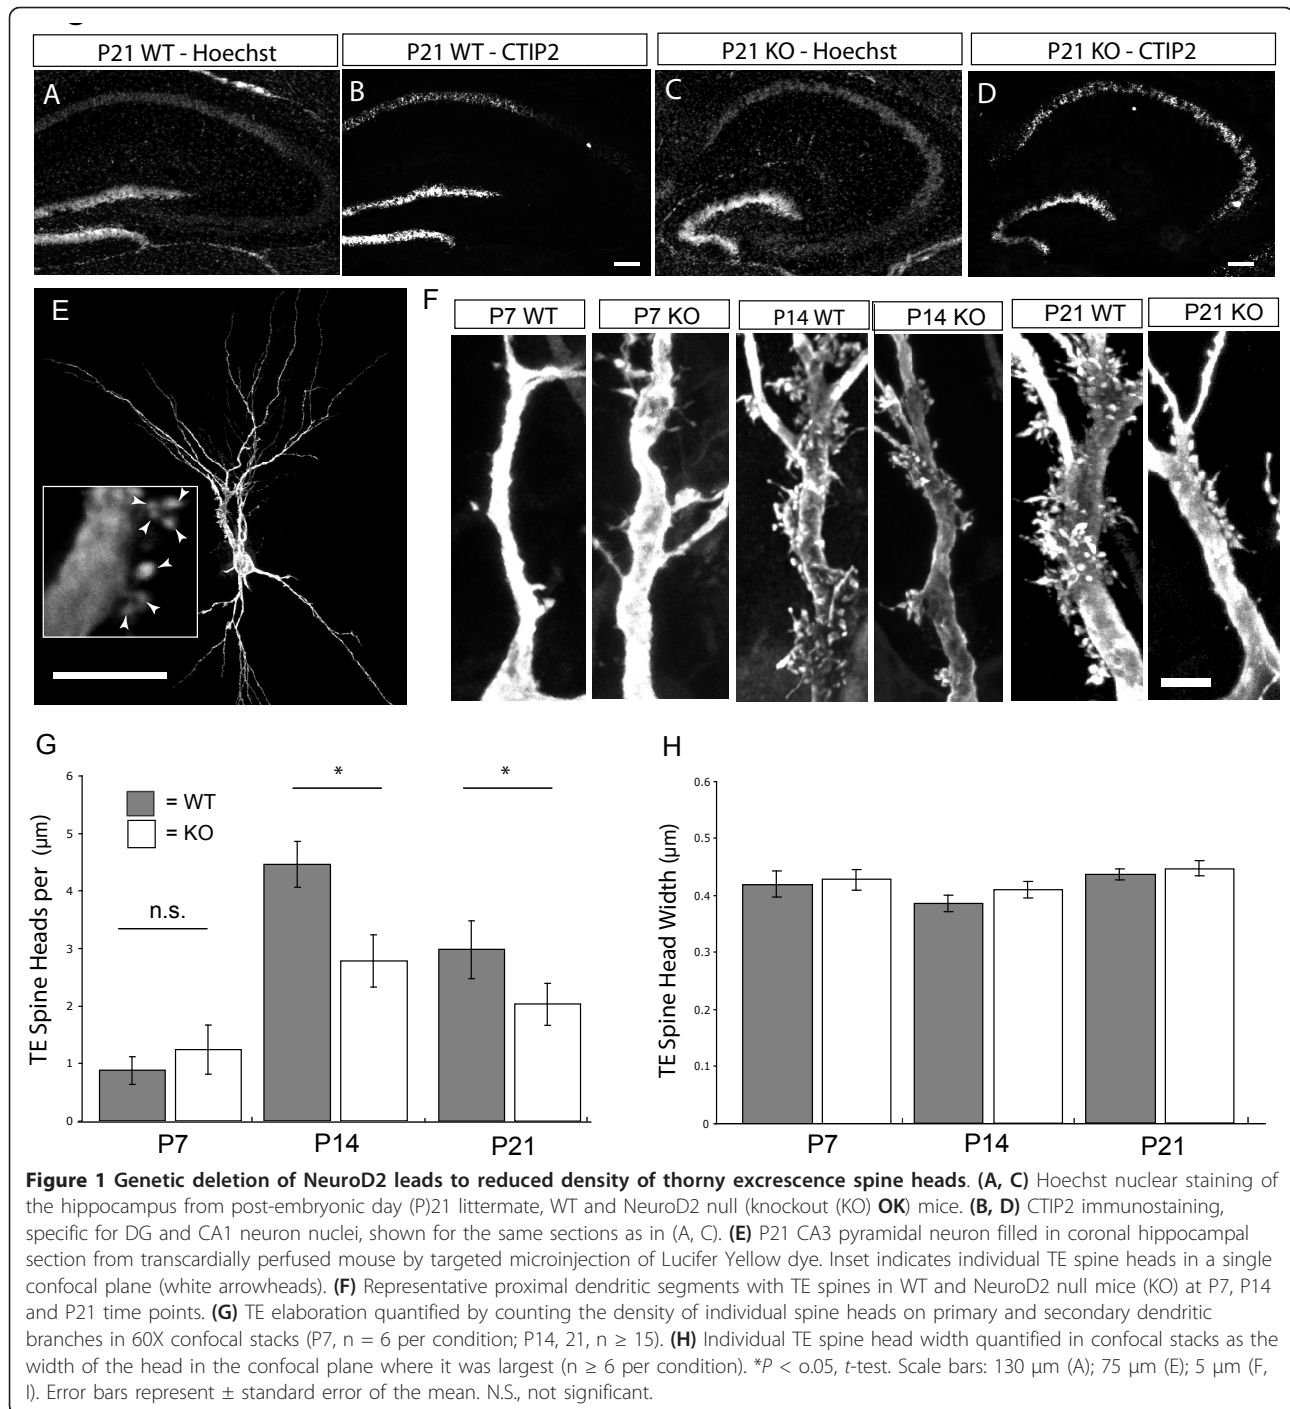 P21 WT - Hoechst
P21 WT - CTIP2
P21 KO - Hoechst
P21 KO - CTIP2
A
B
C
D
E
F
P7 WT
P7 KO
P14 WT
P14 KO
P21 WT
P21 KO
G
TE Spine Heads per (μm)
6
5
4
3
2
1
0
= WT
= KO
n.s.
*
*
P7
P14
P21
H
TE Spine Head Width (μm)
0.6
0.5
0.4
0.3
0.2
0.1
0
P7
P14
P21
Figure 1 Genetic deletion of NeuroD2 leads to reduced density of thorny excrescence spine heads. (A, C) Hoechst nuclear staining of
the hippocampus from post-embryonic day (P)21 littermate, WT and NeuroD2 null (knockout (KO) OK) mice. (B, D) CTIP2 immunostaining,
specific for DG and CA1 neuron nuclei, shown for the same sections as in (A, C). (E) P21 CA3 pyramidal neuron filled in coronal hippocampal
section from transcardially perfused mouse by targeted microinjection of Lucifer Yellow dye. Inset indicates individual TE spine heads in a single
confocal plane (white arrowheads). (F) Representative proximal dendritic segments with TE spines in WT and NeuroD2 null mice (KO) at P7, P14
and P21 time points. (G) TE elaboration quantified by counting the density of individual spine heads on primary and secondary dendritic
branches in 60X confocal stacks (P7, n = 6 per condition; P14, 21, n ≥ 15). (H) Individual TE spine head width quantified in confocal stacks as the
width of the head in the confocal plane where it was largest (n ≥ 6 per condition). *P < o.05, t-test. Scale bars: 130 μm (A); 75 μm (E); 5 μm (F,
I). Error bars represent ± standard error of the mean. N.S., not significant.